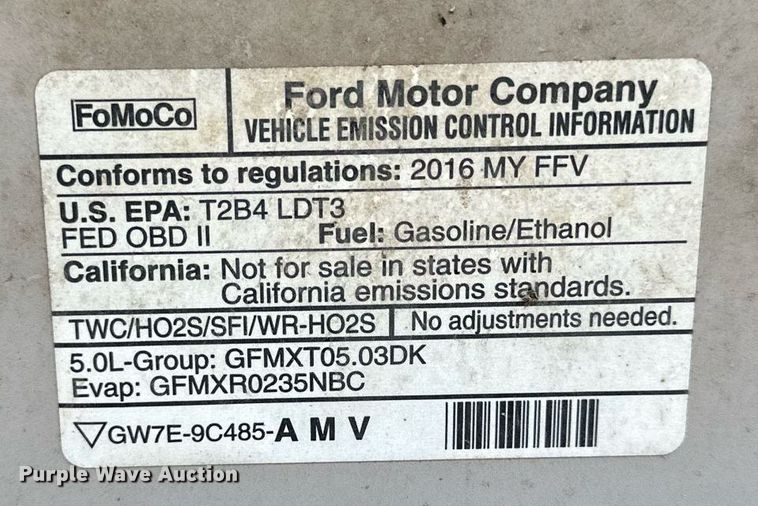 FoMoCo
Ford Motor Company
VEHICLE EMISSION CONTROL INFORMATION
Conforms to regulations: 2016 MY FFV
U.S. EPA: T2B4 LDT3
FED OBD II Fuel: Gasoline/Ethanol
California: Not for sale in states with
California emissions standards.
TWC/HO2S/SFI/WR-HO2S No adjustments needed.
5.0L-Group: GFMXT05.03DK
Evap: GFMXR0235NBC
▽GW7E-9C485-A M V
Purple Wave Auction